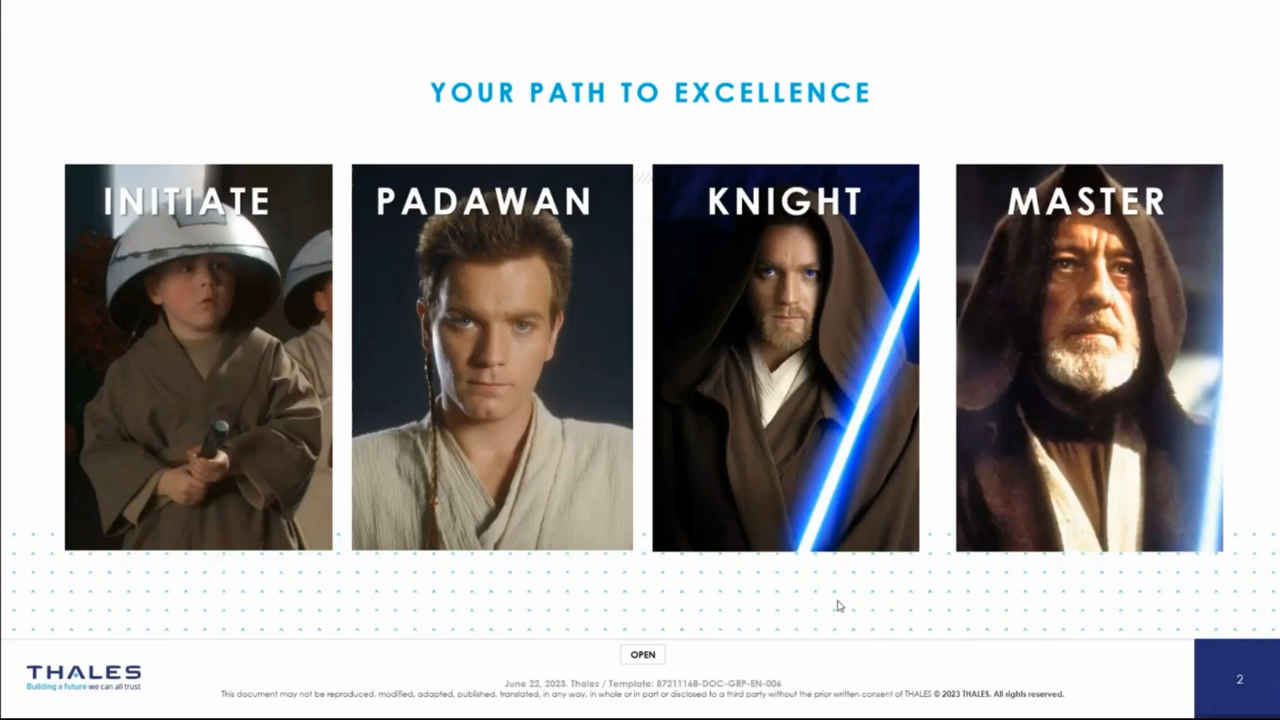 YOUR PATH TO EXCELLENCE
INITIATE
PADAWAN
KNIGHT
MASTER
OPEN
THALES
Building a future we can all trust
June 22, 2023. Thales / Template: 87211168-DOC-GRP-EN-006
This document may not be reproduced, modified, adapted, published, translated, in any way, in whole or in part or disclosed to a third party without the prior written consent of THALES © 2023 THALES. All rights reserved.
2